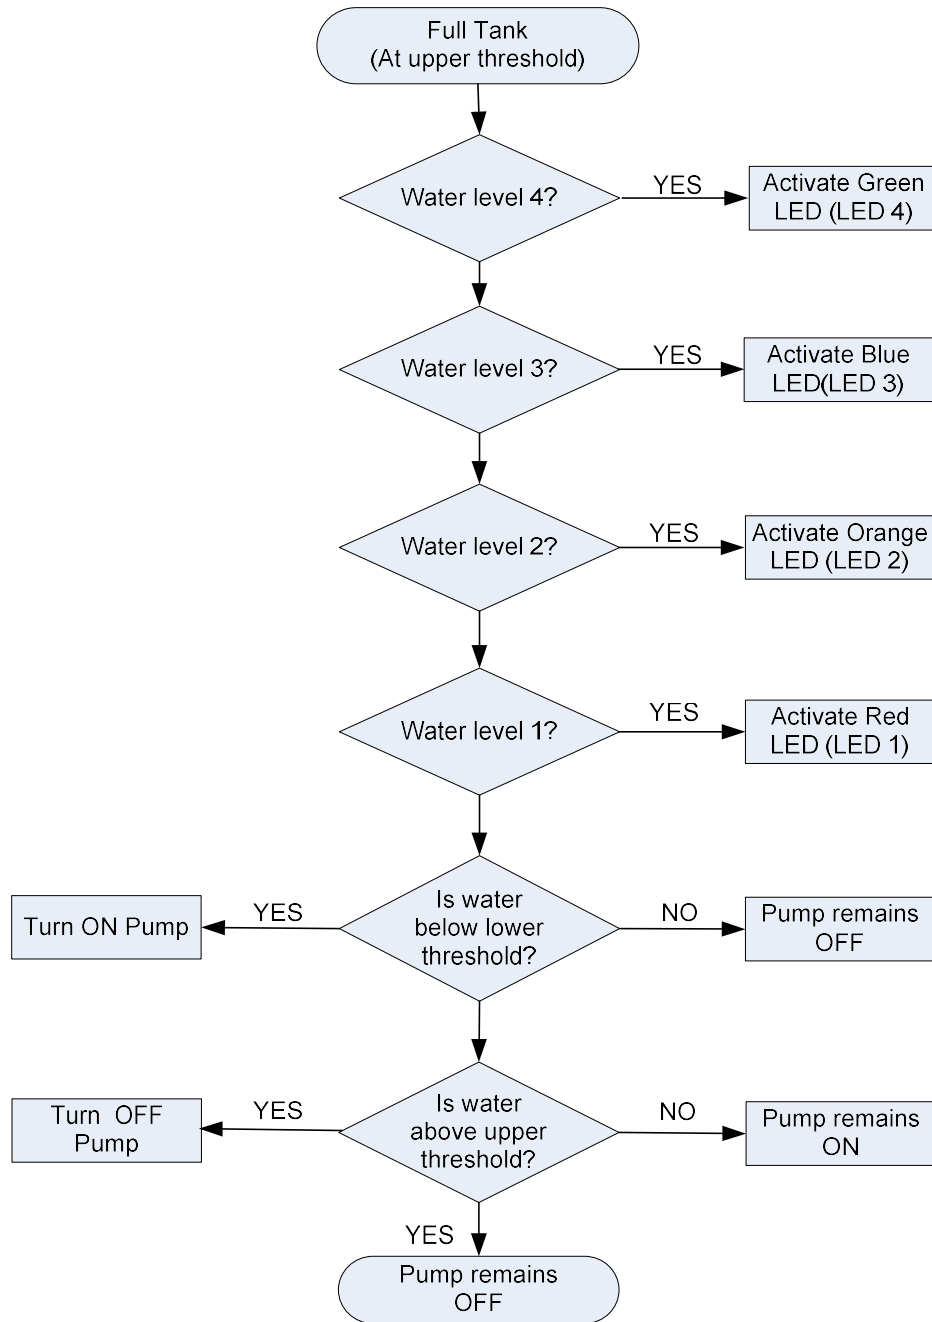 Full Tank
(At upper threshold)
Water level 4?
YES
Activate Green
LED (LED 4)
Water level 3?
YES
Activate Blue
LED(LED 3)
Water level 2?
YES
Activate Orange
LED (LED 2)
Water level 1?
YES
Activate Red
LED (LED 1)
Turn ON Pump
YES
Is water
below lower
threshold?
NO
Pump remains
OFF
Turn  OFF
Pump
YES
Is water
above upper
threshold?
NO
Pump remains
ON
YES
Pump remains
OFF